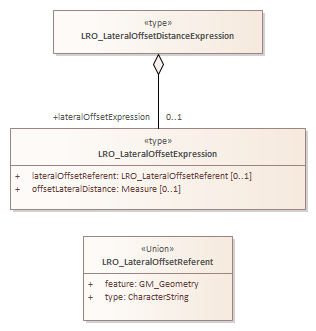 «type»
LRO_LateralOffsetDistanceExpression
+lateralOffsetExpression 0..1
«type»
LRO_LateralOffsetExpression
+ lateralOffsetReferent: LRO_LateralOffsetReferent [0..1]
+ offsetLateralDistance: Measure [0..1]
«Union»
LRO_LateralOffsetReferent
+ feature: GM_Geometry
+ type: CharacterString